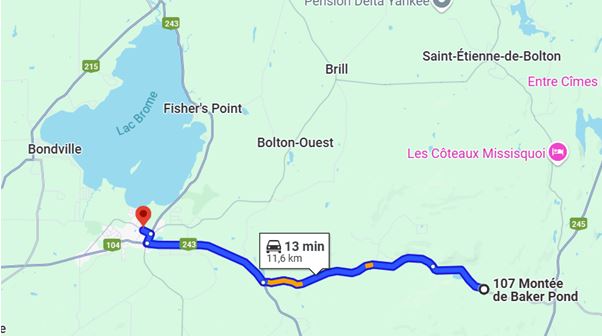 Pension Delta Yankee
243
215
Saint-Étienne-de-Bolton
Brill
Entre Cîmes
Lac Brome
Fisher's Point
Bolton-Ouest
Bondville
Les Côteaux Missisquoi
245
104
243
13 min
11,6 km
107 Montée
de Baker Pond
e